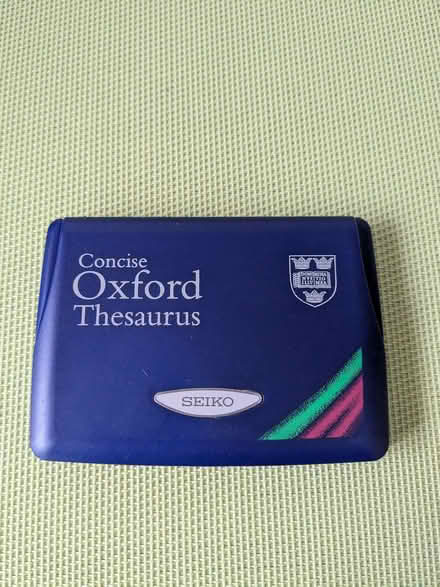 Concise
Oxford
Thesaurus
SEIKO